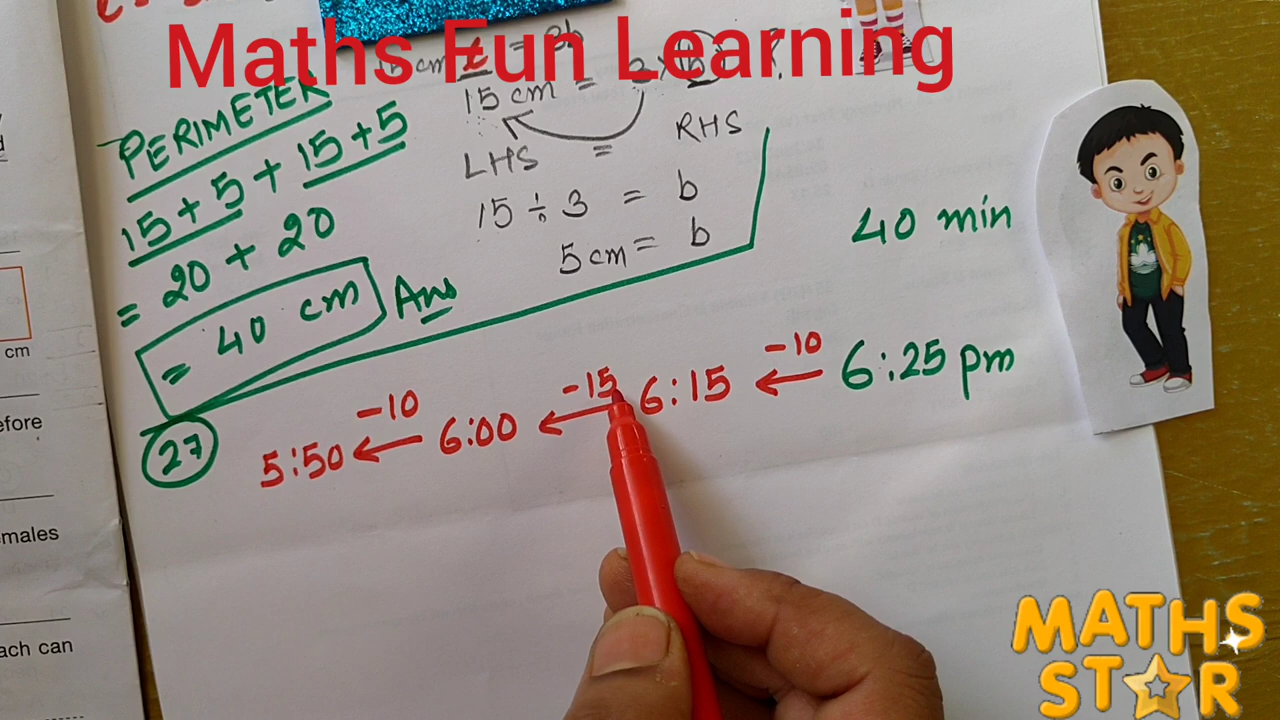 Maths Fun Learning
PERIMETER
15 + 5 + 15 + 5
= 20 + 20
= 40 cm Ans
15 cm =
LHS = RHS
15 ÷ 3 = b
5 cm = b
40 min
27
5:50 ← -10 6:00 ← -15 6:15 ← -10 6:25 pm
cm
efore
males
ach can
MATHS
STAR